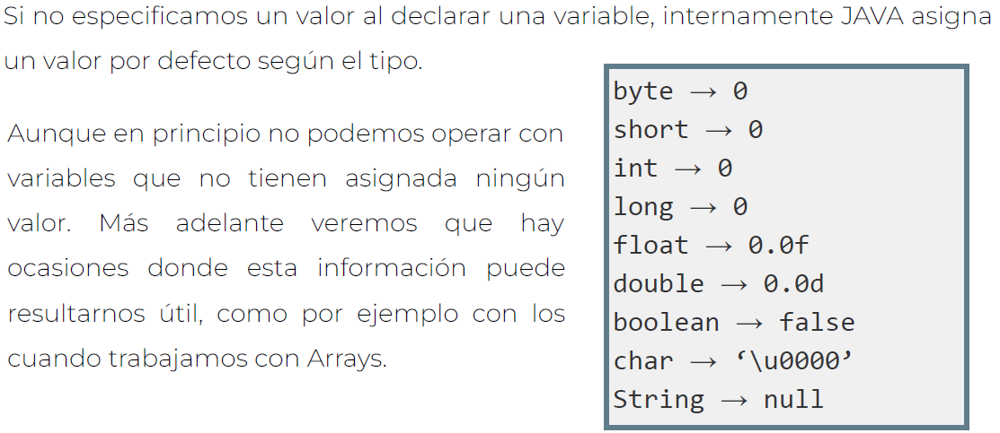 Si no especificamos un valor al declarar una variable, internamente JAVA asigna
un valor por defecto según el tipo.
Aunque en principio no podemos operar con
variables que no tienen asignada ningún
valor. Más adelante veremos que hay
ocasiones donde esta información puede
resultarnos útil, como por ejemplo con los
cuando trabajamos con Arrays.
byte → 0
short → 0
int → 0
long → 0
float → 0.0f
double → 0.0d
boolean → false
char → ‘\u0000’
String → null